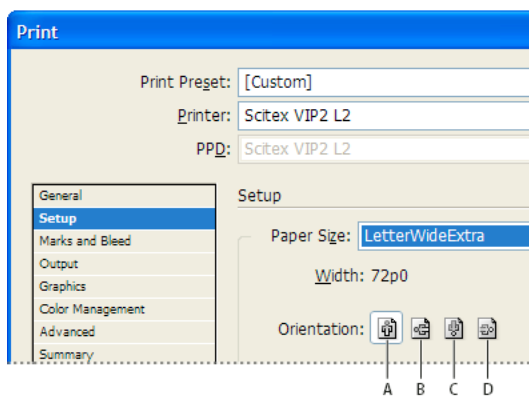 Print
Print Preset: [Custom]
Printer: Scitex VIP2 L2
PPD: Scitex VIP2 L2
General
Setup
Marks and Bleed
Output
Graphics
Color Management
Advanced
Summary
Setup
Paper Size: LetterWideExtra
Width: 72p0
Orientation:
A B C D